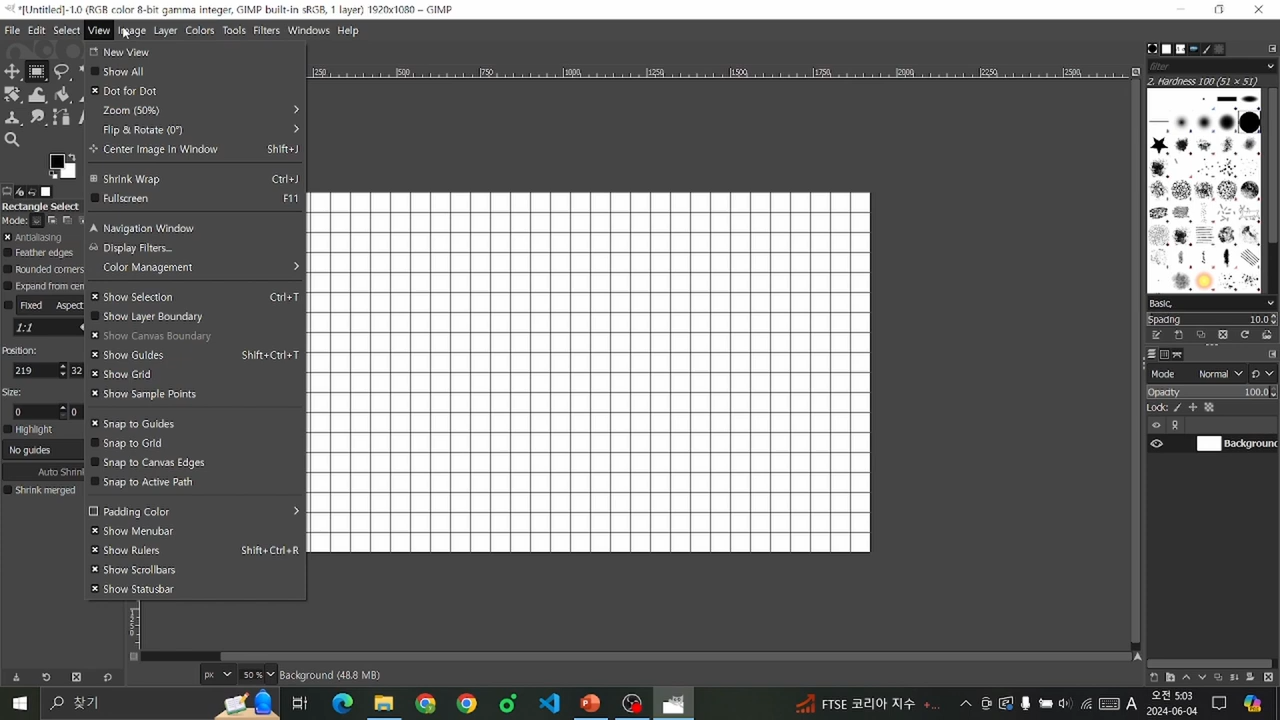 *[Untitled]-1.0 (RGB color 8-bit gamma integer, GIMP built-in sRGB, 1 layer) 1920x1080 – GIMP
File Edit Select View Image Layer Colors Tools Filters Windows Help
New View
Show All
Dot for Dot
Zoom (50%)
Flip & Rotate (0°)
Center Image in Window Shift+J
Shrink Wrap Ctrl+J
Fullscreen F11
Navigation Window
Display Filters...
Color Management
Show Selection Ctrl+T
Show Layer Boundary
Show Canvas Boundary
Show Guides Shift+Ctrl+T
Show Grid
Show Sample Points
Snap to Guides
Snap to Grid
Snap to Canvas Edges
Snap to Active Path
Padding Color
Show Menubar
Show Rulers Shift+Ctrl+R
Show Scrollbars
Show Statusbar
Rectangle Select
Mode:
Antialiasing
Feather edges
Rounded corners
Expand from cen
Fixed Aspect
1:1
Position:
219 32
Size:
0 0
Highlight
No guides
Auto Shrink
Shrink merged
250 500 750 1000 1250 1500 1750 2000 2250 2500
px 50 % Background (48.8 MB)
filter
2. Hardness 100 (51 × 51)
Basic,
Spacing 10.0
Mode Normal
Opacity 100.0
Lock:
Background
찾기
FTSE 코리아 지수 +...
A
오전 5:03
2024-06-04